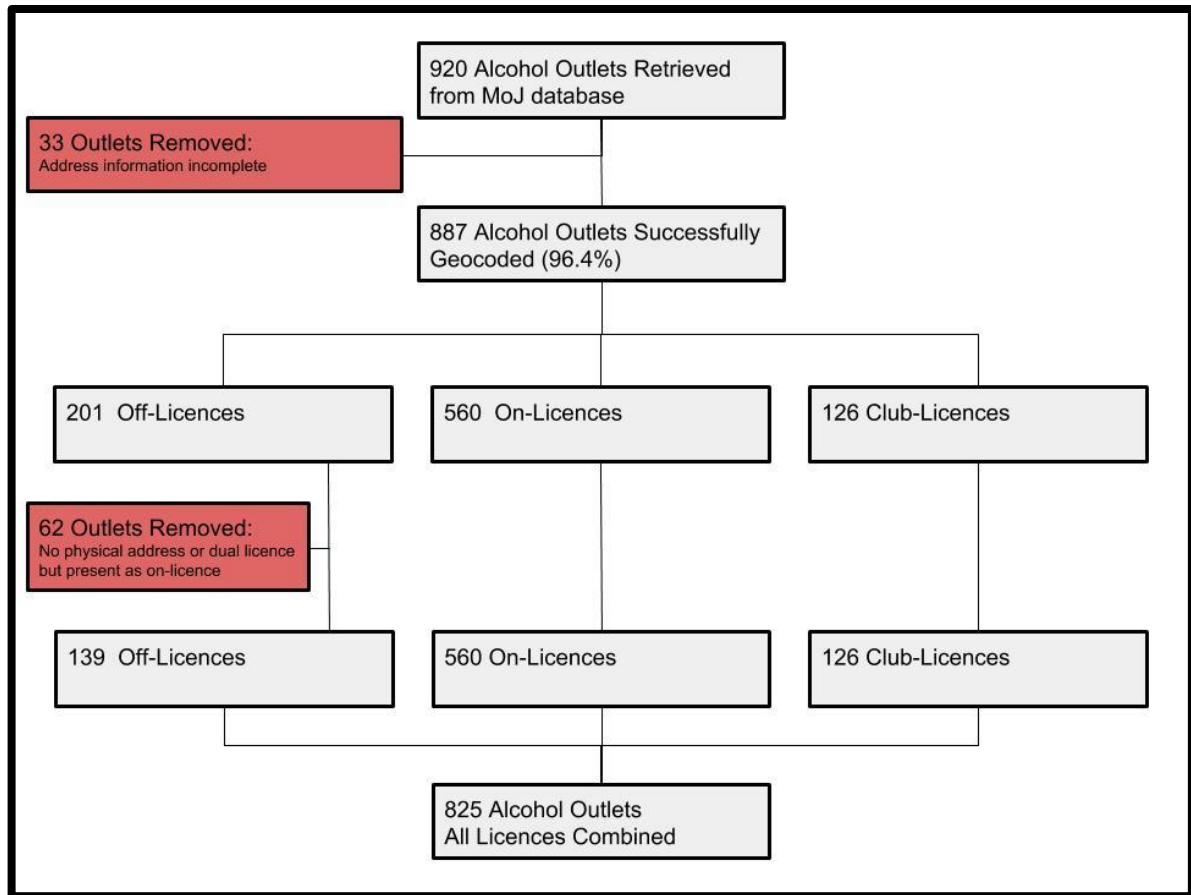 920 Alcohol Outlets Retrieved
from MoJ database
33 Outlets Removed:
Address information incomplete
887 Alcohol Outlets Successfully
Geocoded (96.4%)
201 Off-Licences
560 On-Licences
126 Club-Licences
62 Outlets Removed:
No physical address or dual licence
but present as on-licence
139 Off-Licences
560 On-Licences
126 Club-Licences
825 Alcohol Outlets
All Licences Combined